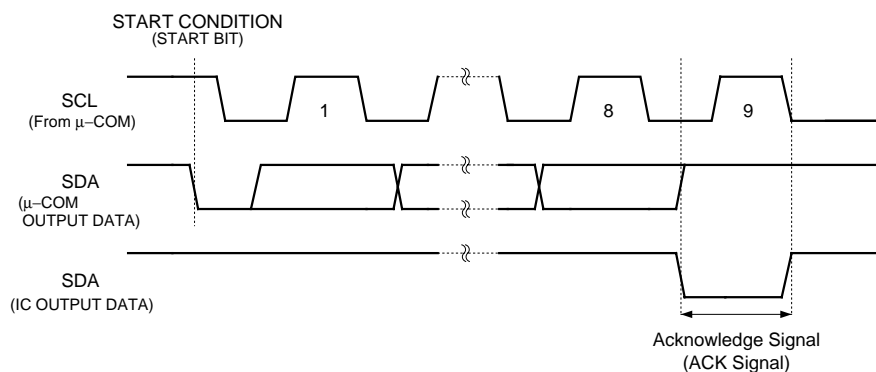 START CONDITION
(START BIT)
SCL
(From μ−COM)
1
8
9
SDA
(μ−COM
OUTPUT DATA)
SDA
(IC OUTPUT DATA)
Acknowledge Signal
(ACK Signal)